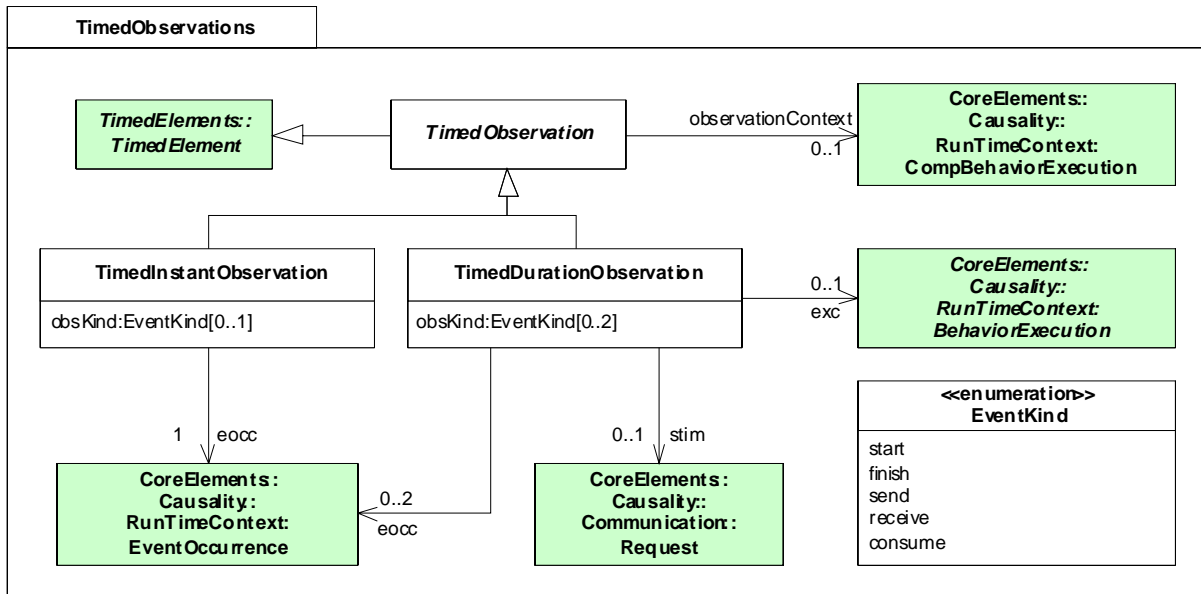 TimedObservations
TimedElements::
TimedElement
TimedObservation
observationContext
0..1
CoreElements::
Causality::
RunTimeContext:
CompBehaviorExecution
TimedInstantObservation
obsKind:EventKind[0..1]
TimedDurationObservation
obsKind:EventKind[0..2]
0..1
exc
CoreElements::
Causality::
RunTimeContext:
BehaviorExecution
1 eocc
0..1 stim
0..2
eocc
CoreElements::
Causality::
RunTimeContext:
EventOccurrence
CoreElements::
Causality::
Communication::
Request
<<enumeration>>
EventKind
start
finish
send
receive
consume